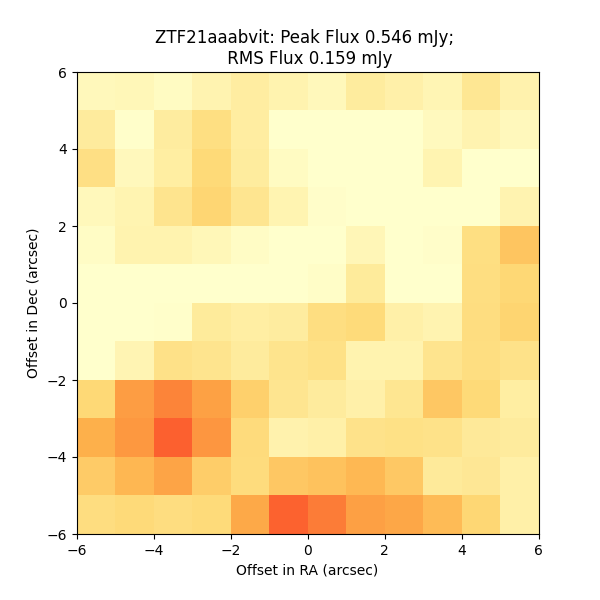 ZTF21aaabvit: Peak Flux 0.546 mJy;
RMS Flux 0.159 mJy
6
4
2
0
−2
−4
−6
Offset in Dec (arcsec)
−6 −4 −2 0 2 4 6
Offset in RA (arcsec)